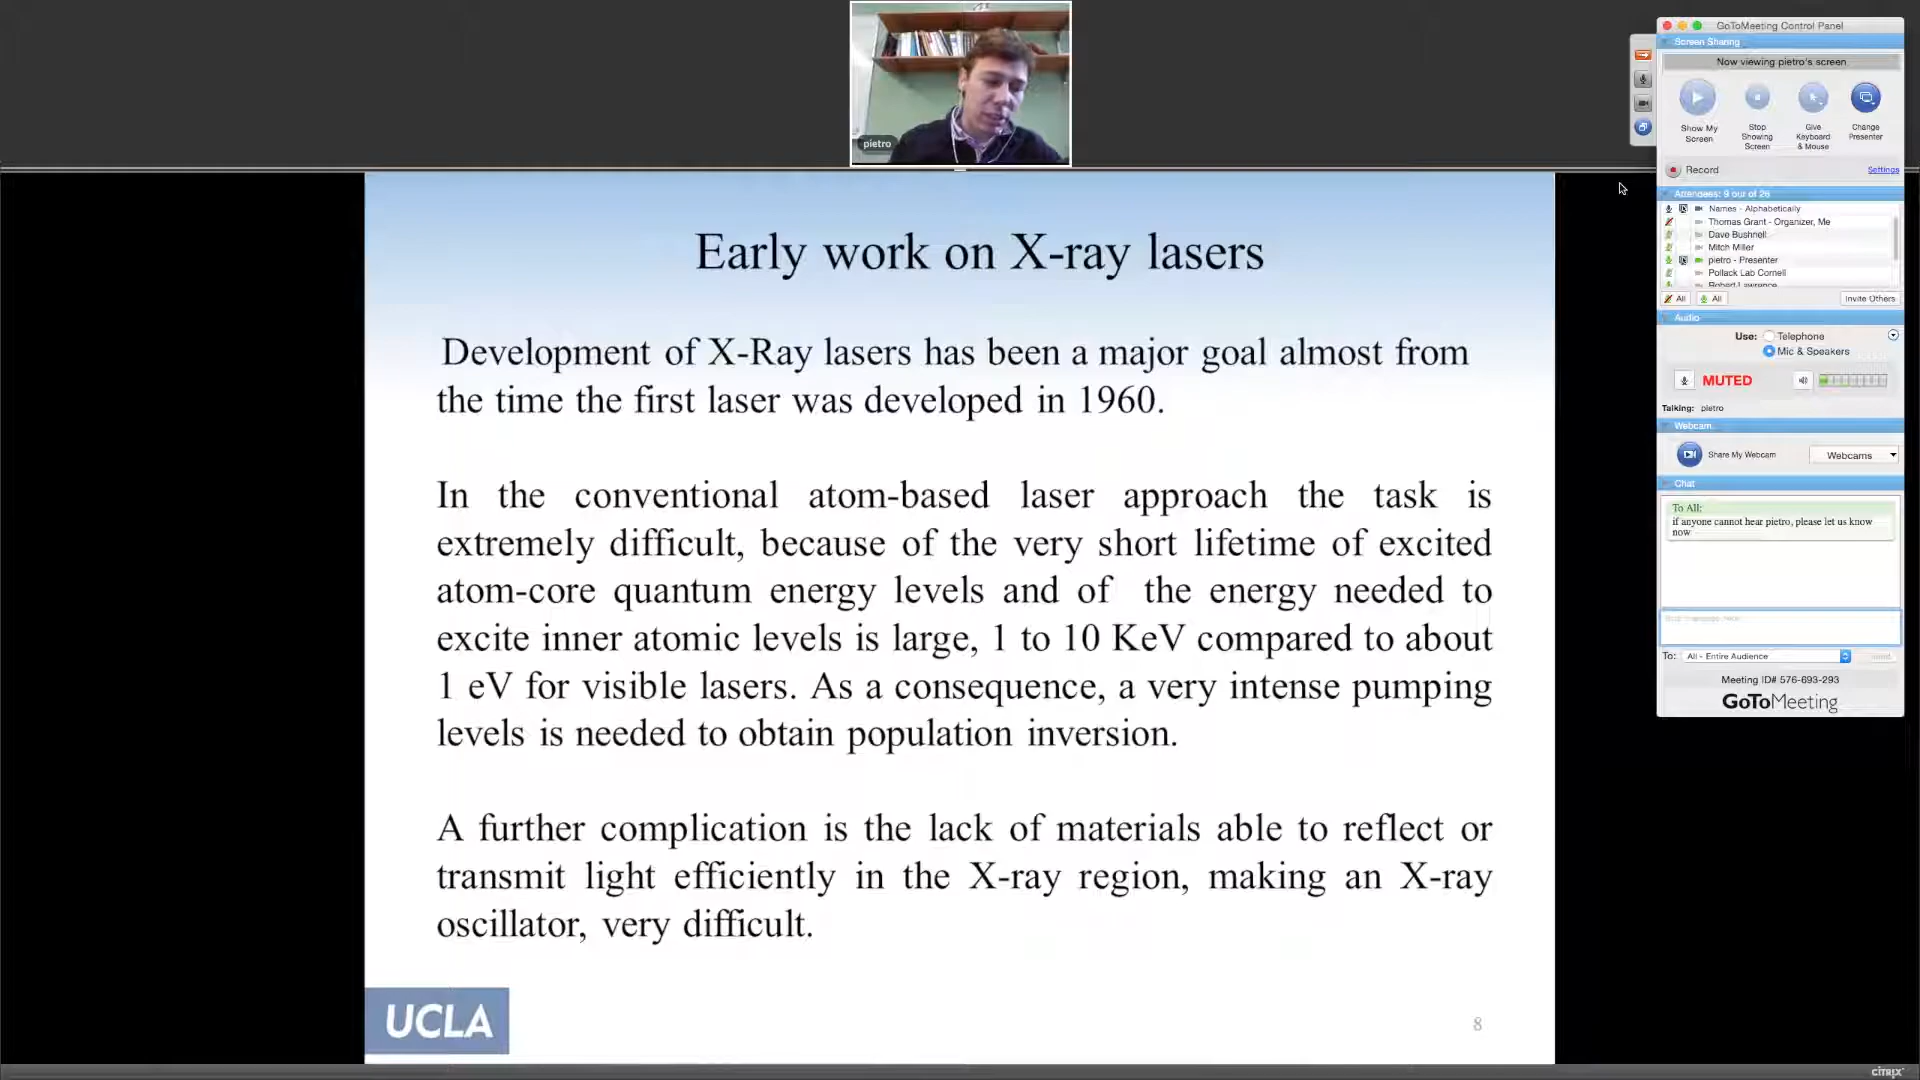 pietro
Early work on X-ray lasers
Development of X-Ray lasers has been a major goal almost from
the time the first laser was developed in 1960.
In the conventional atom-based laser approach the task is
extremely difficult, because of the very short lifetime of excited
atom-core quantum energy levels and of the energy needed to
excite inner atomic levels is large, 1 to 10 KeV compared to about
1 eV for visible lasers. As a consequence, a very intense pumping
levels is needed to obtain population inversion.
A further complication is the lack of materials able to reflect or
transmit light efficiently in the X-ray region, making an X-ray
oscillator, very difficult.
UCLA
8
GoToMeeting Control Panel
Screen Sharing
Now viewing pietro's screen
Show My Screen
Stop Showing Screen
Give Keyboard & Mouse
Change Presenter
Record
Settings
Attendees: 9 out of 26
Names - Alphabetically
Thomas Grant - Organizer, Me
Dave Bushnell
Mitch Miller
pietro - Presenter
Pollack Lab Cornell
Robert Lawrence
All
All
Invite Others
Audio
Use: Telephone
Mic & Speakers
MUTED
Talking: pietro
Webcam
Share My Webcam
Webcams
Chat
To All:
if anyone cannot hear pietro, please let us know
now
To: All - Entire Audience
Meeting ID# 576-693-293
GoToMeeting
CITRIX